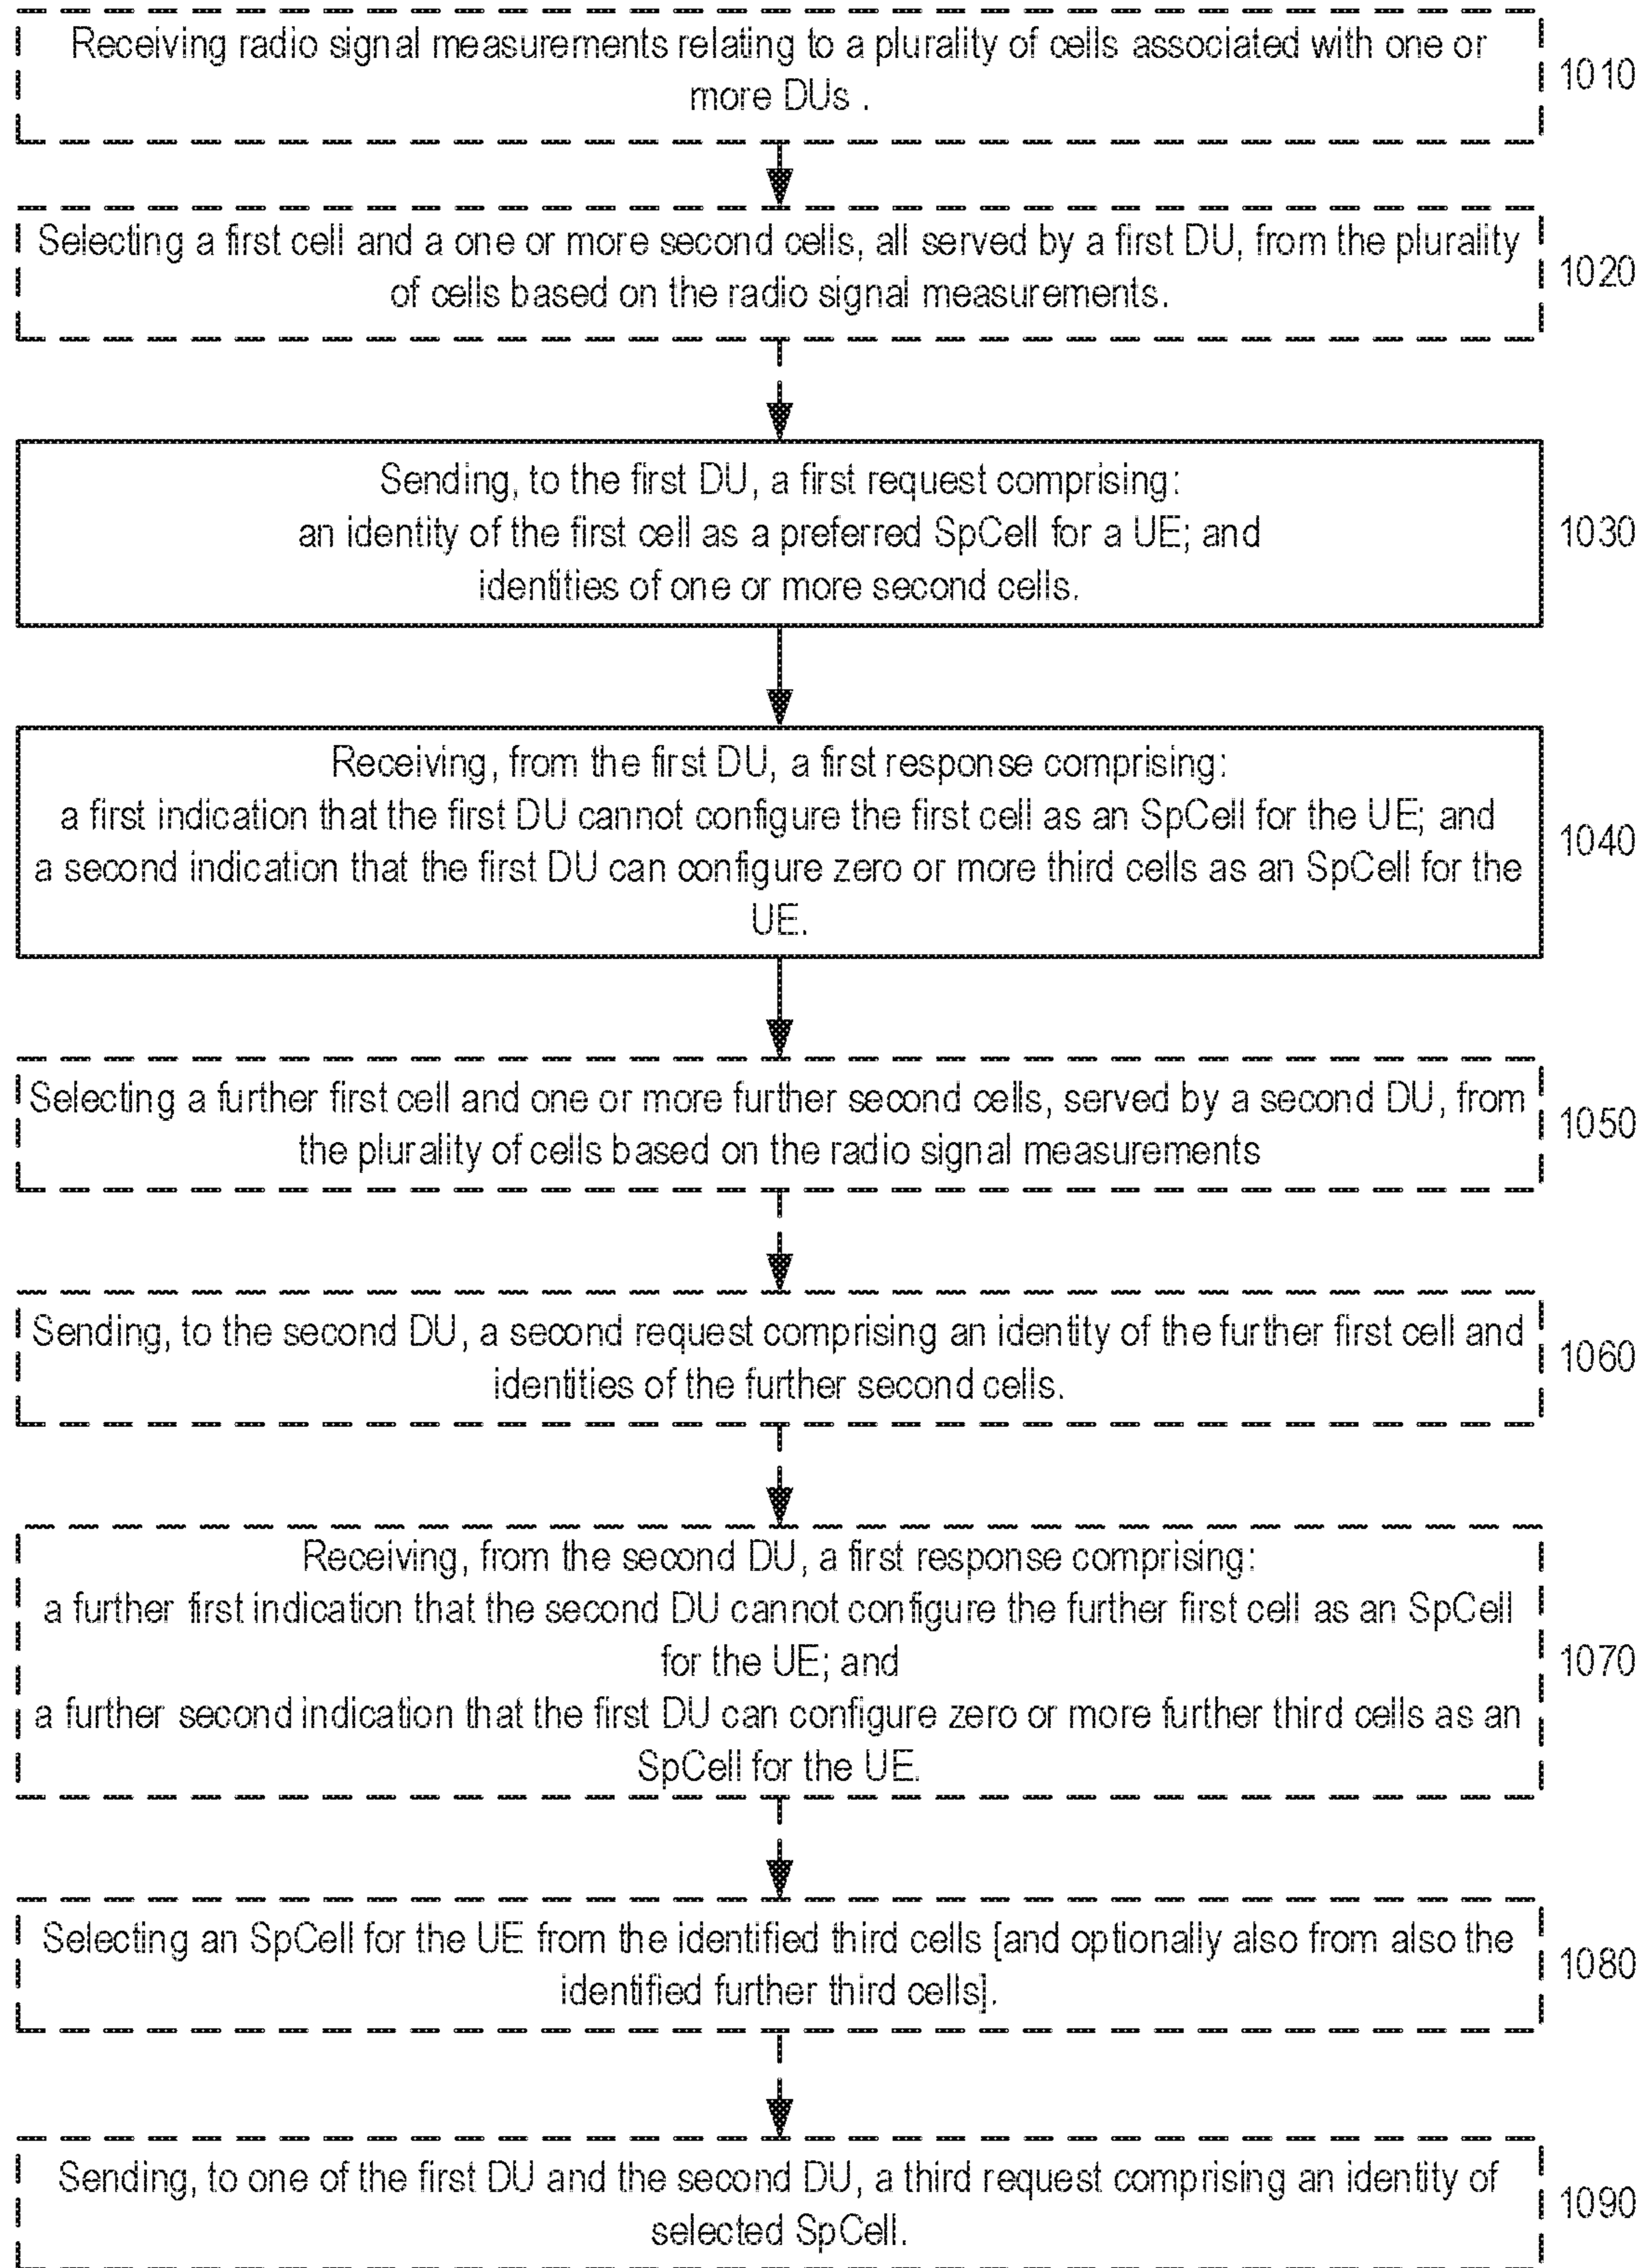 Receiving radio signal measurements relating to a plurality of cells associated with one or
more DUs .
1010
Selecting a first cell and a one or more second cells, all served by a first DU, from the plurality
of cells based on the radio signal measurements.
1020
Sending, to the first DU, a first request comprising:
an identity of the first cell as a preferred SpCell for a UE; and
identities of one or more second cells.
1030
Receiving, from the first DU, a first response comprising:
a first indication that the first DU cannot configure the first cell as an SpCell for the UE; and
a second indication that the first DU can configure zero or more third cells as an SpCell for the
UE.
1040
Selecting a further first cell and one or more further second cells, served by a second DU, from
the plurality of cells based on the radio signal measurements
1050
Sending, to the second DU, a second request comprising an identity of the further first cell and
identities of the further second cells.
1060
Receiving, from the second DU, a first response comprising:
a further first indication that the second DU cannot configure the further first cell as an SpCell
for the UE; and
a further second indication that the first DU can configure zero or more further third cells as an
SpCell for the UE.
1070
Selecting an SpCell for the UE from the identified third cells [and optionally also from also the
identified further third cells].
1080
Sending, to one of the first DU and the second DU, a third request comprising an identity of
selected SpCell.
1090